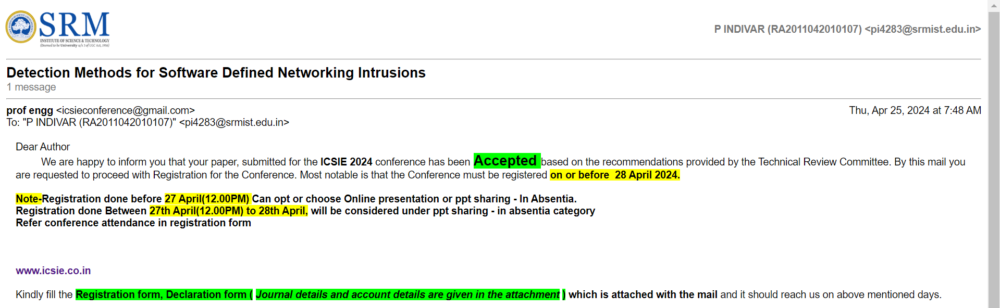 SRM
INSTITUTE OF SCIENCE & TECHNOLOGY
(Deemed to be University u/s 3 of UGC Act, 1956)
P INDIVAR (RA2011042010107) <pi4283@srmist.edu.in>
Detection Methods for Software Defined Networking Intrusions
1 message
prof engg <icsieconference@gmail.com>
Thu, Apr 25, 2024 at 7:48 AM
To: "P INDIVAR (RA2011042010107)" <pi4283@srmist.edu.in>
Dear Author
We are happy to inform you that your paper, submitted for the ICSIE 2024 conference has been Accepted based on the recommendations provided by the Technical Review Committee. By this mail you
are requested to proceed with Registration for the Conference. Most notable is that the Conference must be registered on or before 28 April 2024.
Note-Registration done before 27 April(12.00PM) Can opt or choose Online presentation or ppt sharing - In Absentia.
Registration done Between 27th April(12.00PM) to 28th April, will be considered under ppt sharing - in absentia category
Refer conference attendance in registration form
www.icsie.co.in
Kindly fill the Registration form, Declaration form ( Journal details and account details are given in the attachment ) which is attached with the mail and it should reach us on above mentioned days.